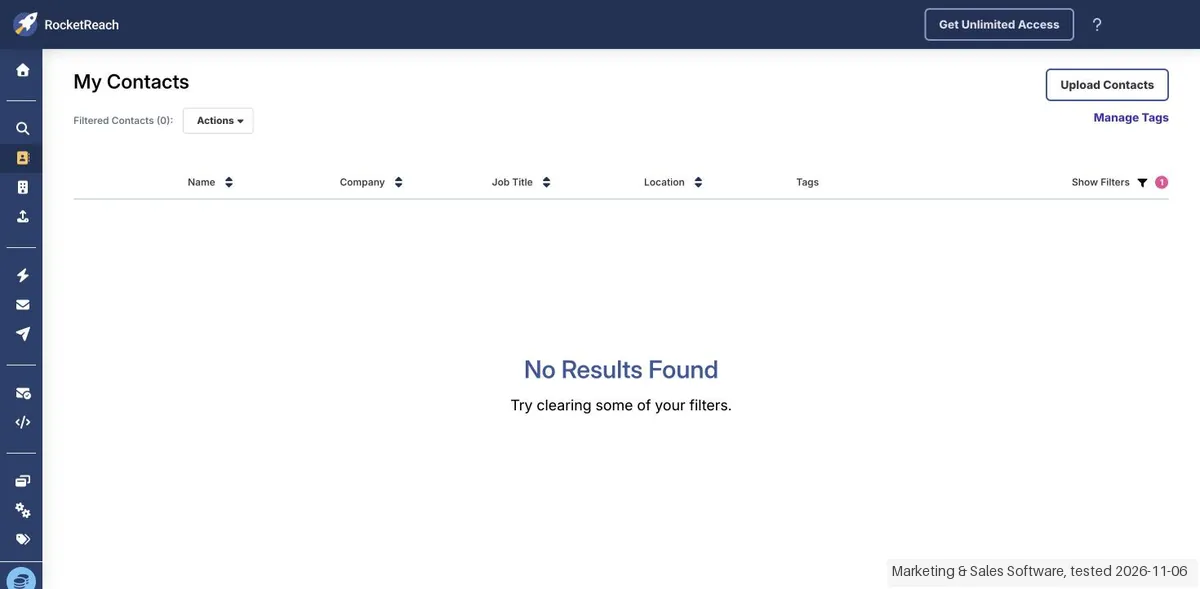 RocketReach
Get Unlimited Access
?
My Contacts
Upload Contacts
Filtered Contacts (0):
Actions
Manage Tags
Name
Company
Job Title
Location
Tags
Show Filters
1
No Results Found
Try clearing some of your filters.
Marketing & Sales Software, tested 2026-11-06